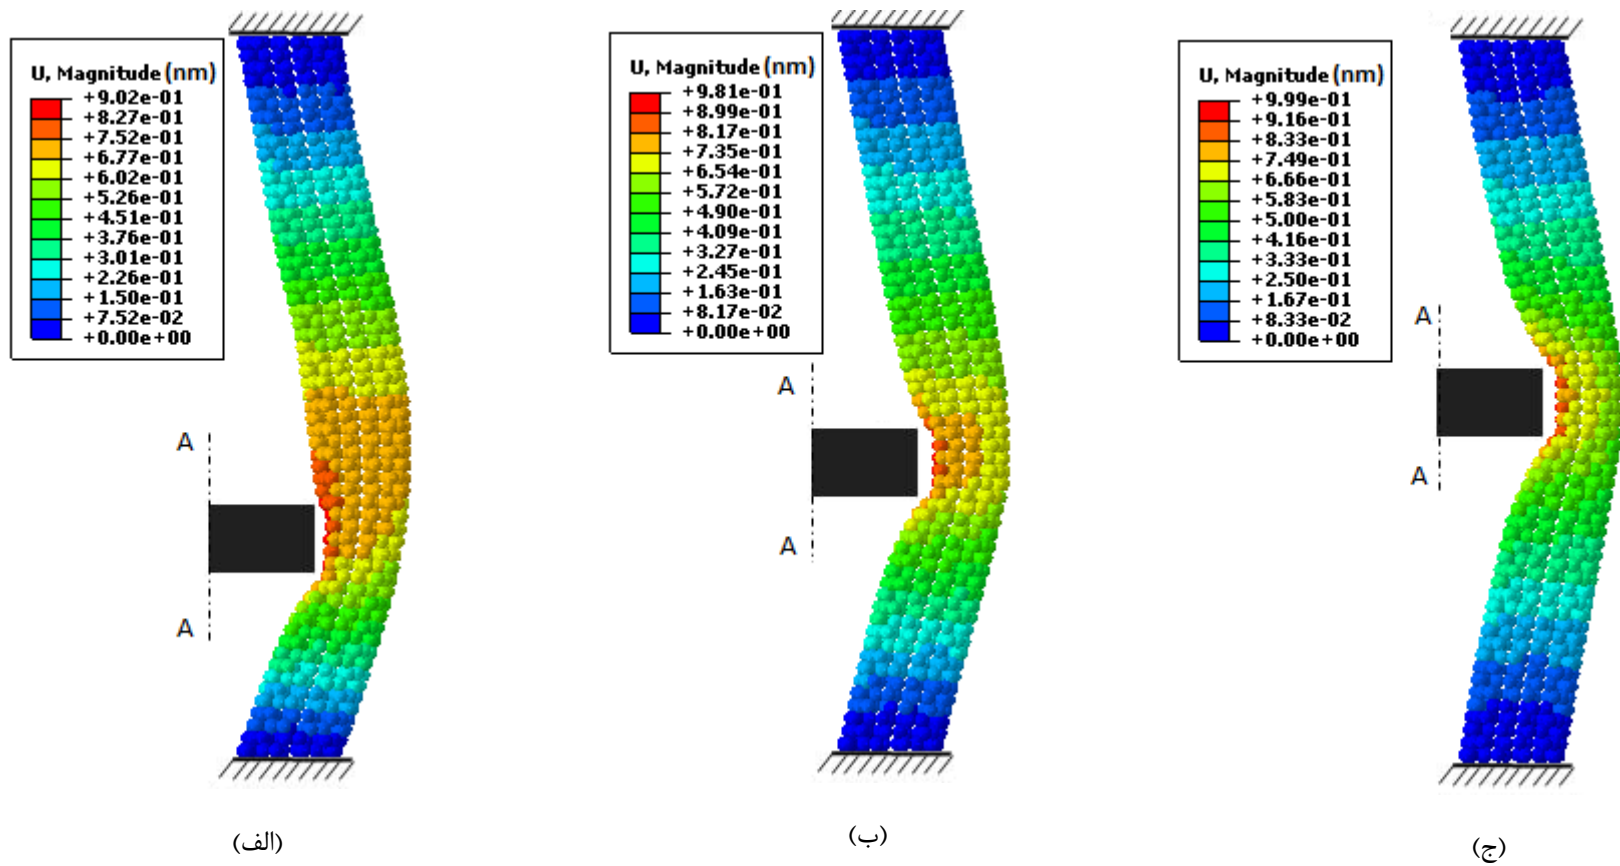 U, Magnitude (nm)
+9.02e-01
+8.27e-01
+7.52e-01
+6.77e-01
+6.02e-01
+5.26e-01
+4.51e-01
+3.76e-01
+3.01e-01
+2.26e-01
+1.50e-01
+7.52e-02
+0.00e+00
A
A
(الف)
U, Magnitude (nm)
+9.81e-01
+8.99e-01
+8.17e-01
+7.35e-01
+6.54e-01
+5.72e-01
+4.90e-01
+4.09e-01
+3.27e-01
+2.45e-01
+1.63e-01
+8.17e-02
+0.00e+00
A
A
(ب)
U, Magnitude (nm)
+9.99e-01
+9.16e-01
+8.33e-01
+7.49e-01
+6.66e-01
+5.83e-01
+5.00e-01
+4.16e-01
+3.33e-01
+2.50e-01
+1.67e-01
+8.33e-02
+0.00e+00
A
A
(ج)